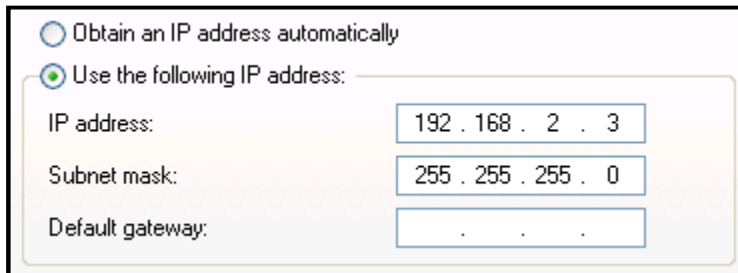 Obtain an IP address automatically
Use the following IP address:
IP address: 192 . 168 . 2 . 3
Subnet mask: 255 . 255 . 255 . 0
Default gateway: . . .